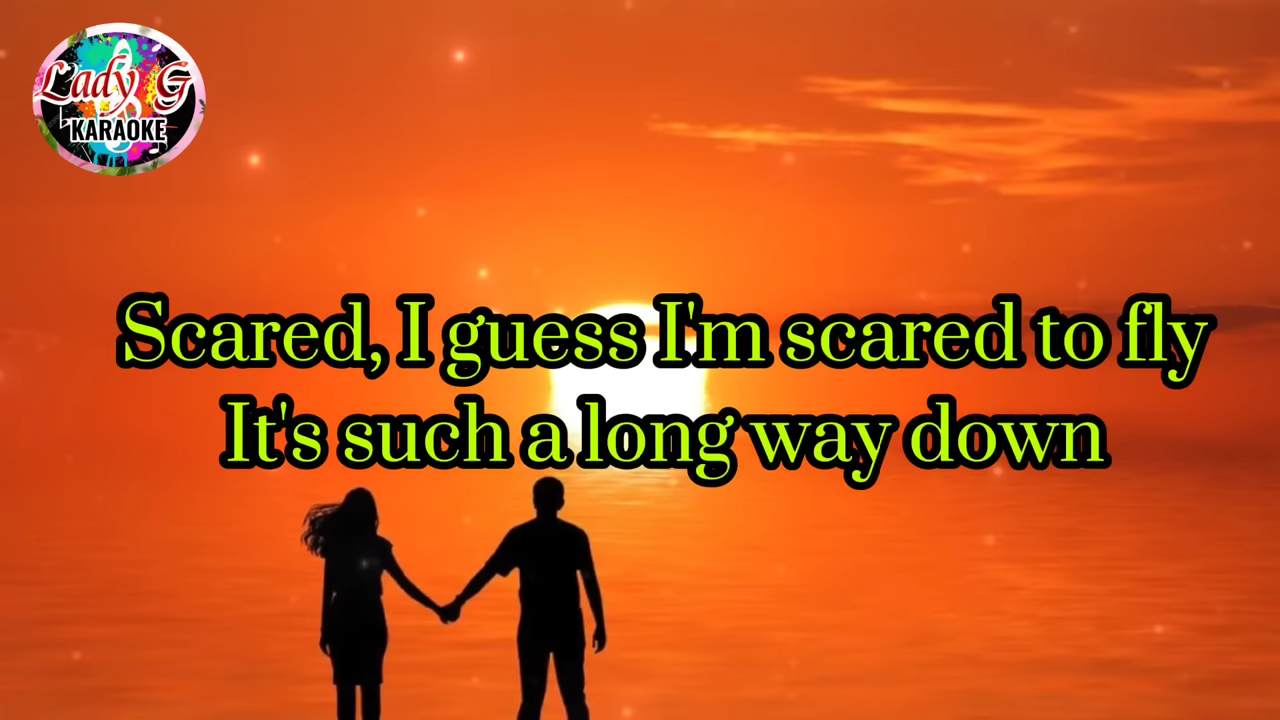 Lady G
KARAOKE
Scared, I guess I'm scared to fly
It's such a long way down